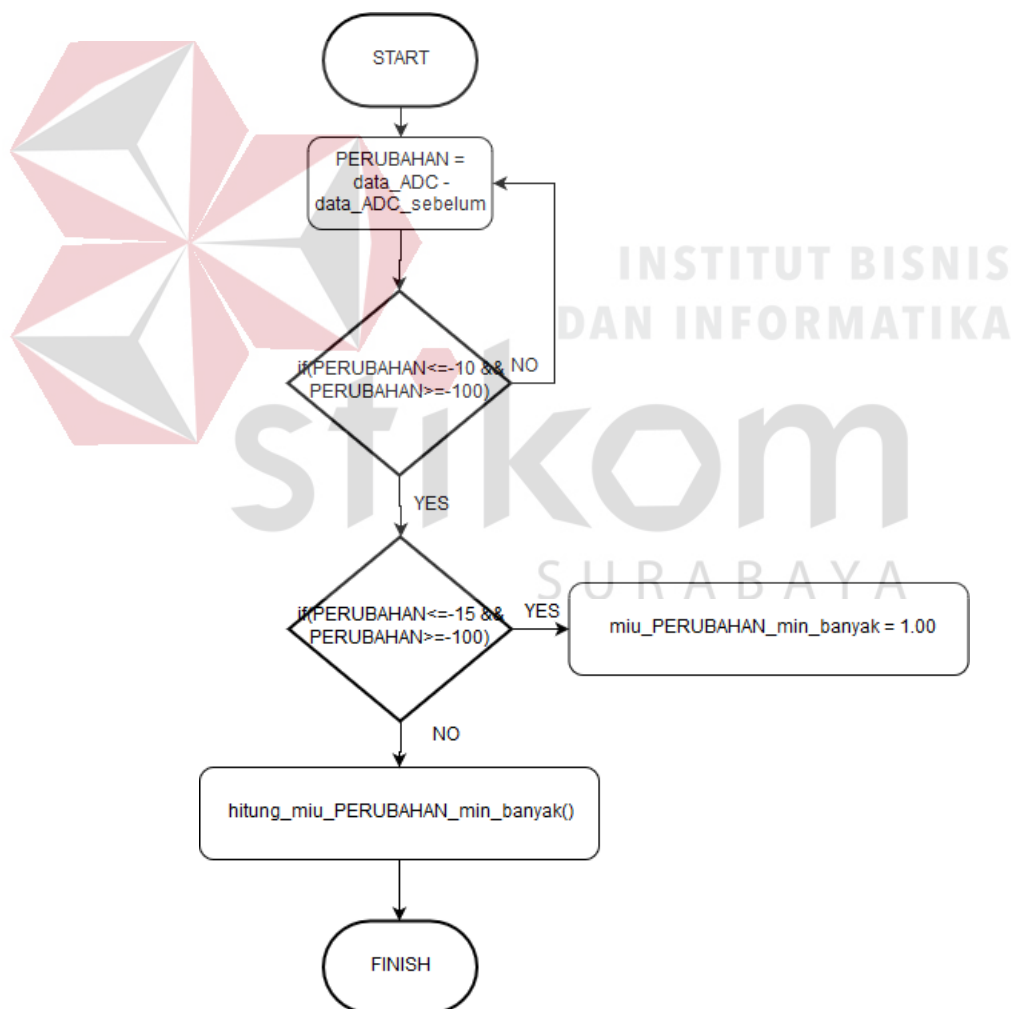 START
PERUBAHAN =
data_ADC -
data_ADC_sebelum
INSTITUT BISNIS
DAN INFORMATIKA
if(PERUBAHAN<=-10 &&
PERUBAHAN>=-100)
NO
stikom
YES
SURABAYA
if(PERUBAHAN<=-15 &&
PERUBAHAN>=-100)
YES
miu_PERUBAHAN_min_banyak = 1.00
NO
hitung_miu_PERUBAHAN_min_banyak()
FINISH